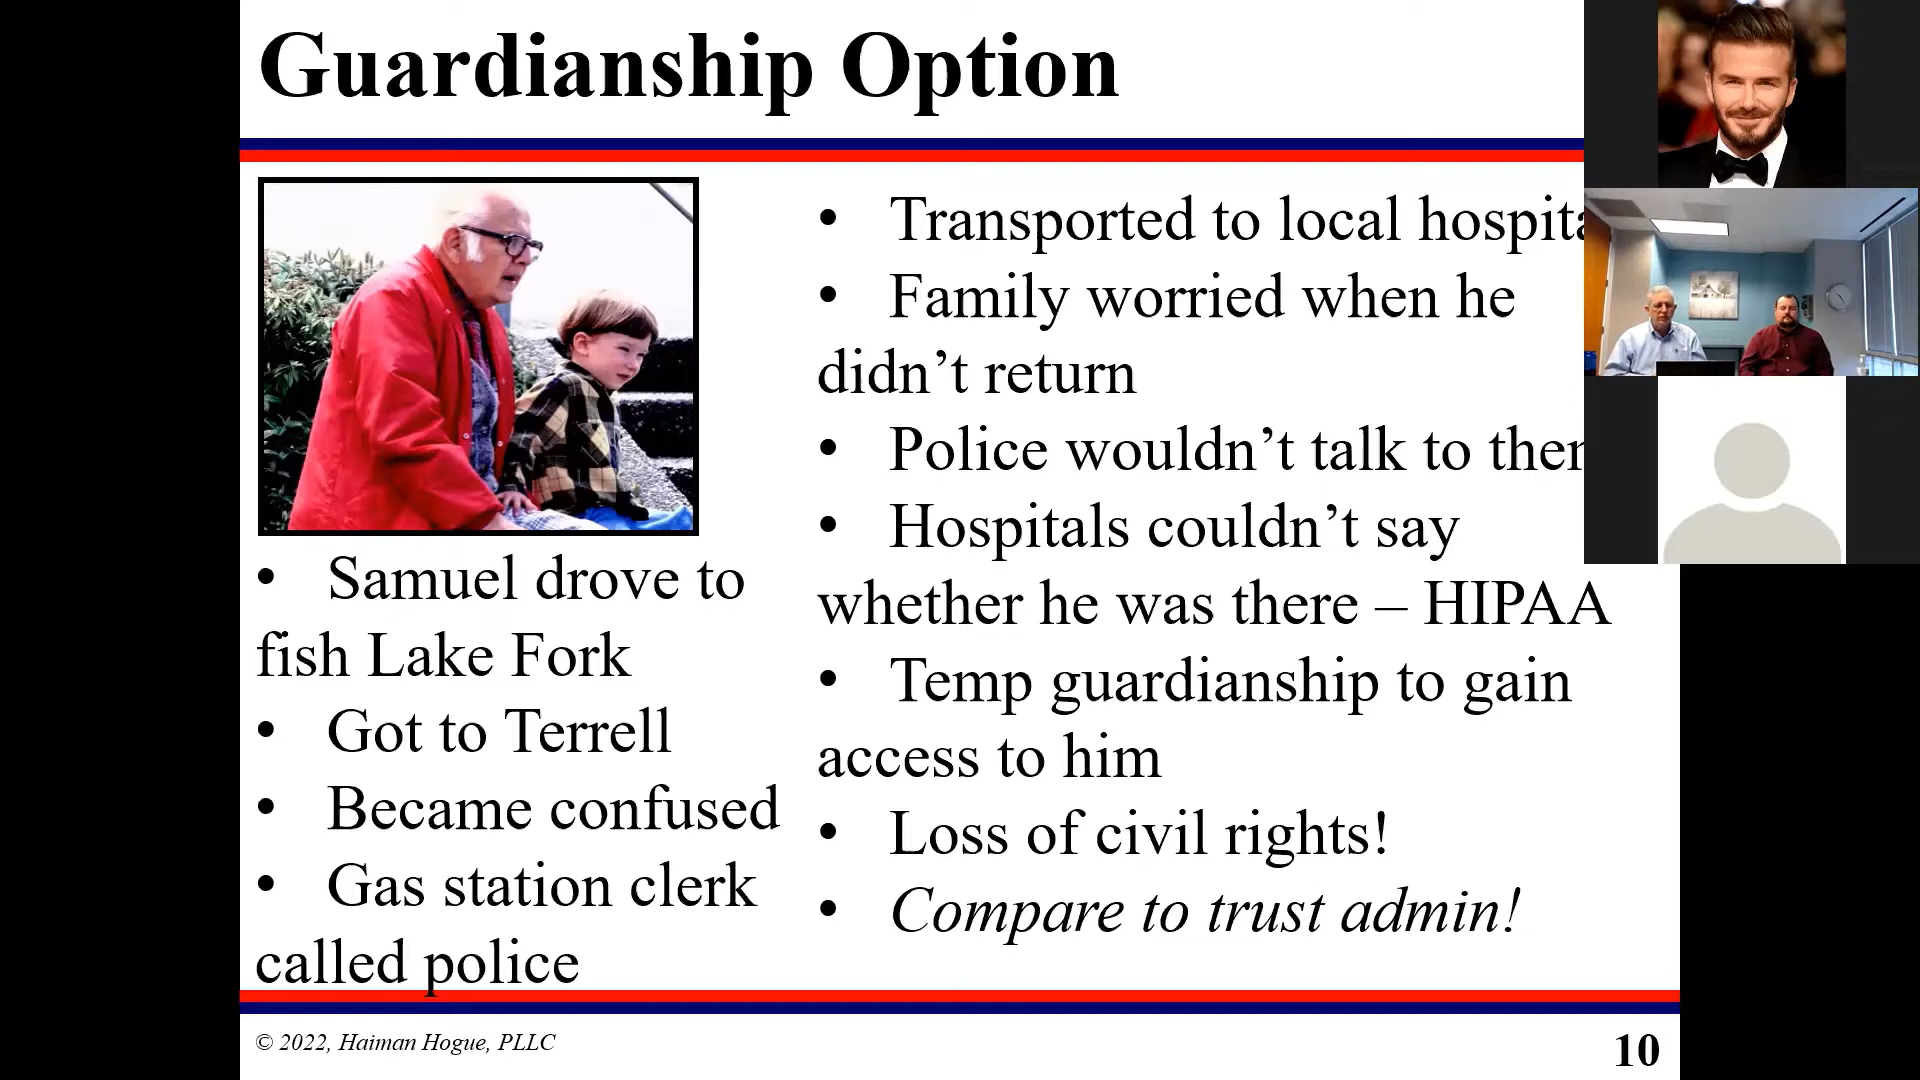 Guardianship Option
• Samuel drove to
fish Lake Fork
• Got to Terrell
• Became confused
• Gas station clerk
called police
• Transported to local hospita
• Family worried when he
didn’t return
• Police wouldn’t talk to ther
• Hospitals couldn’t say
whether he was there – HIPAA
• Temp guardianship to gain
access to him
• Loss of civil rights!
• Compare to trust admin!
© 2022, Haiman Hogue, PLLC
10